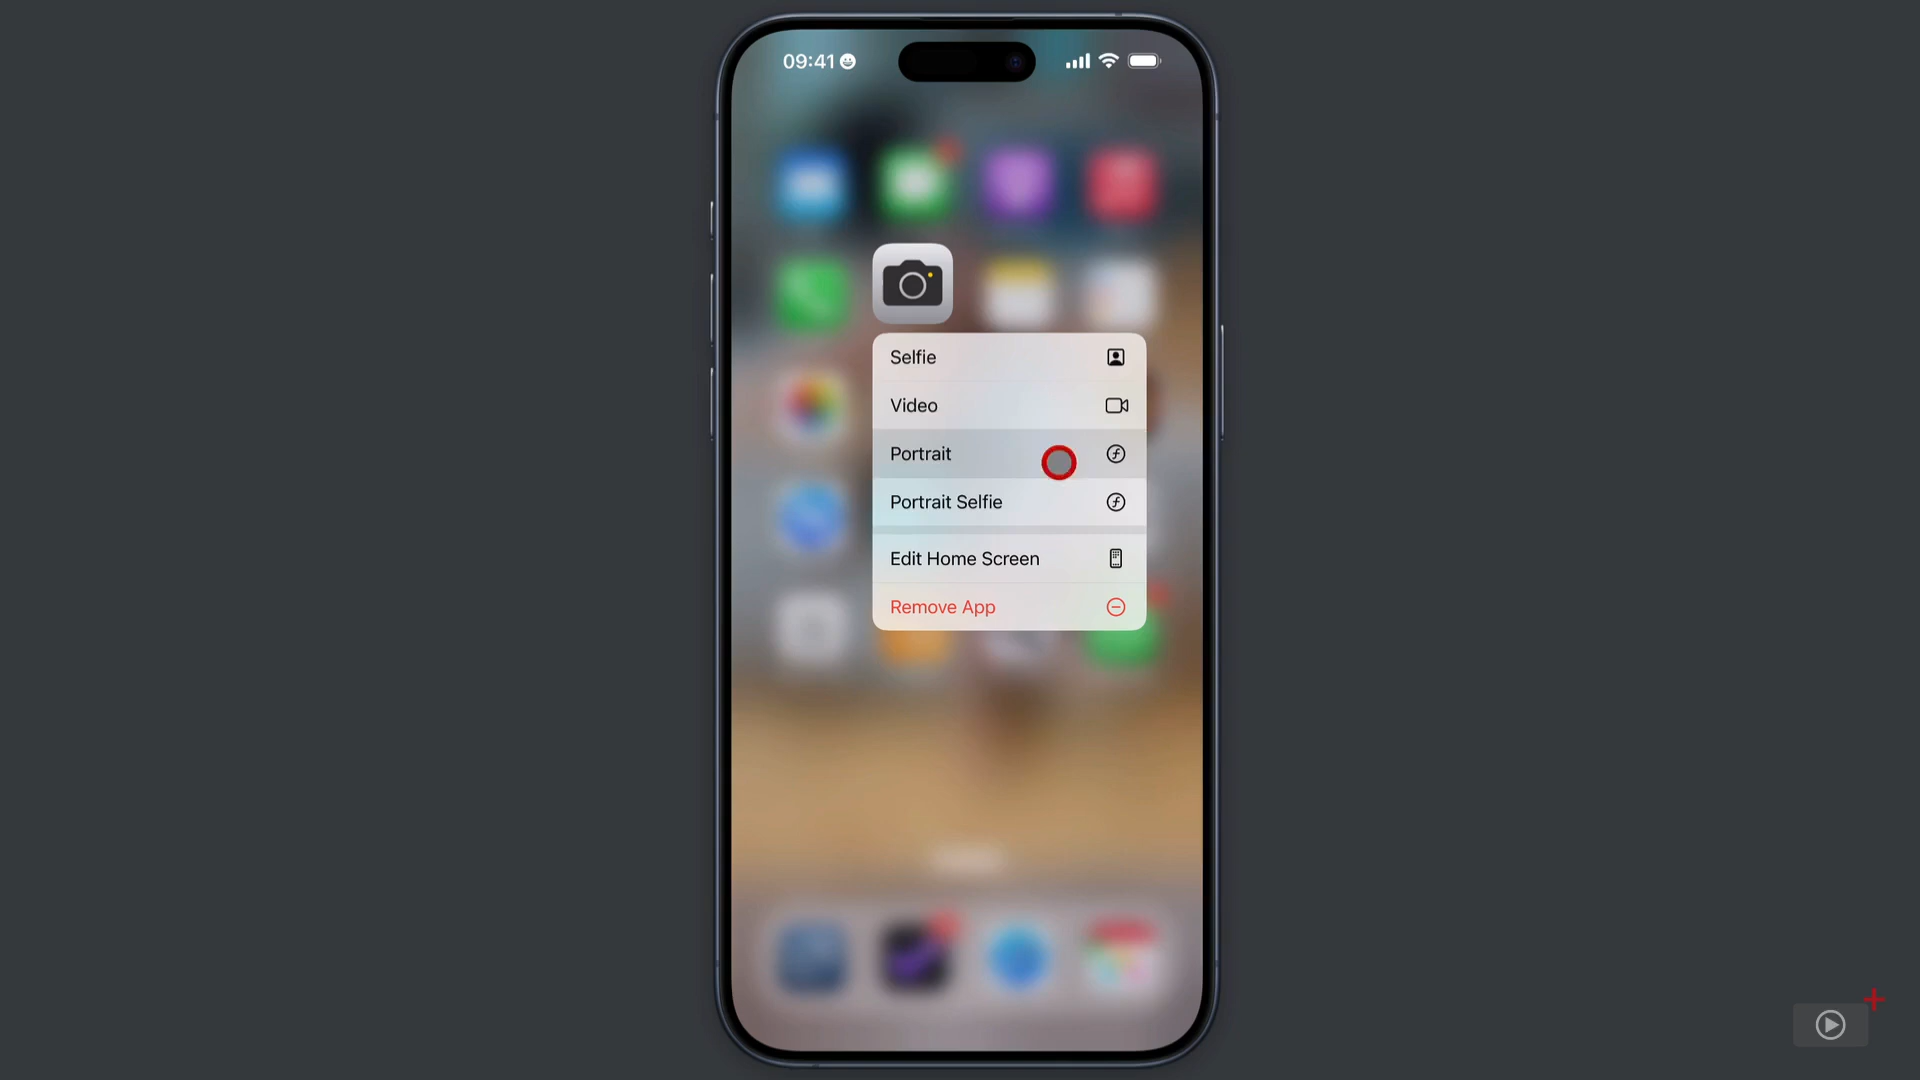 09:41
Selfie
Video
Portrait
Portrait Selfie
Edit Home Screen
Remove App